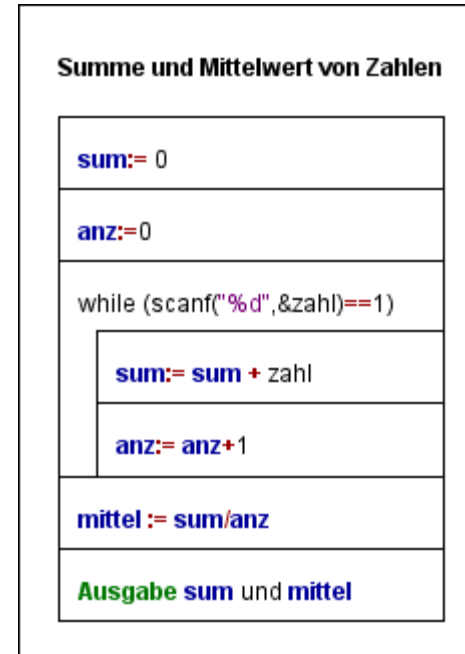 Summe und Mittelwert von Zahlen
sum:= 0
anz:=0
while (scanf("%d",&zahl)==1)
sum:= sum + zahl
anz:= anz+1
mittel := sum/anz
Ausgabe sum und mittel